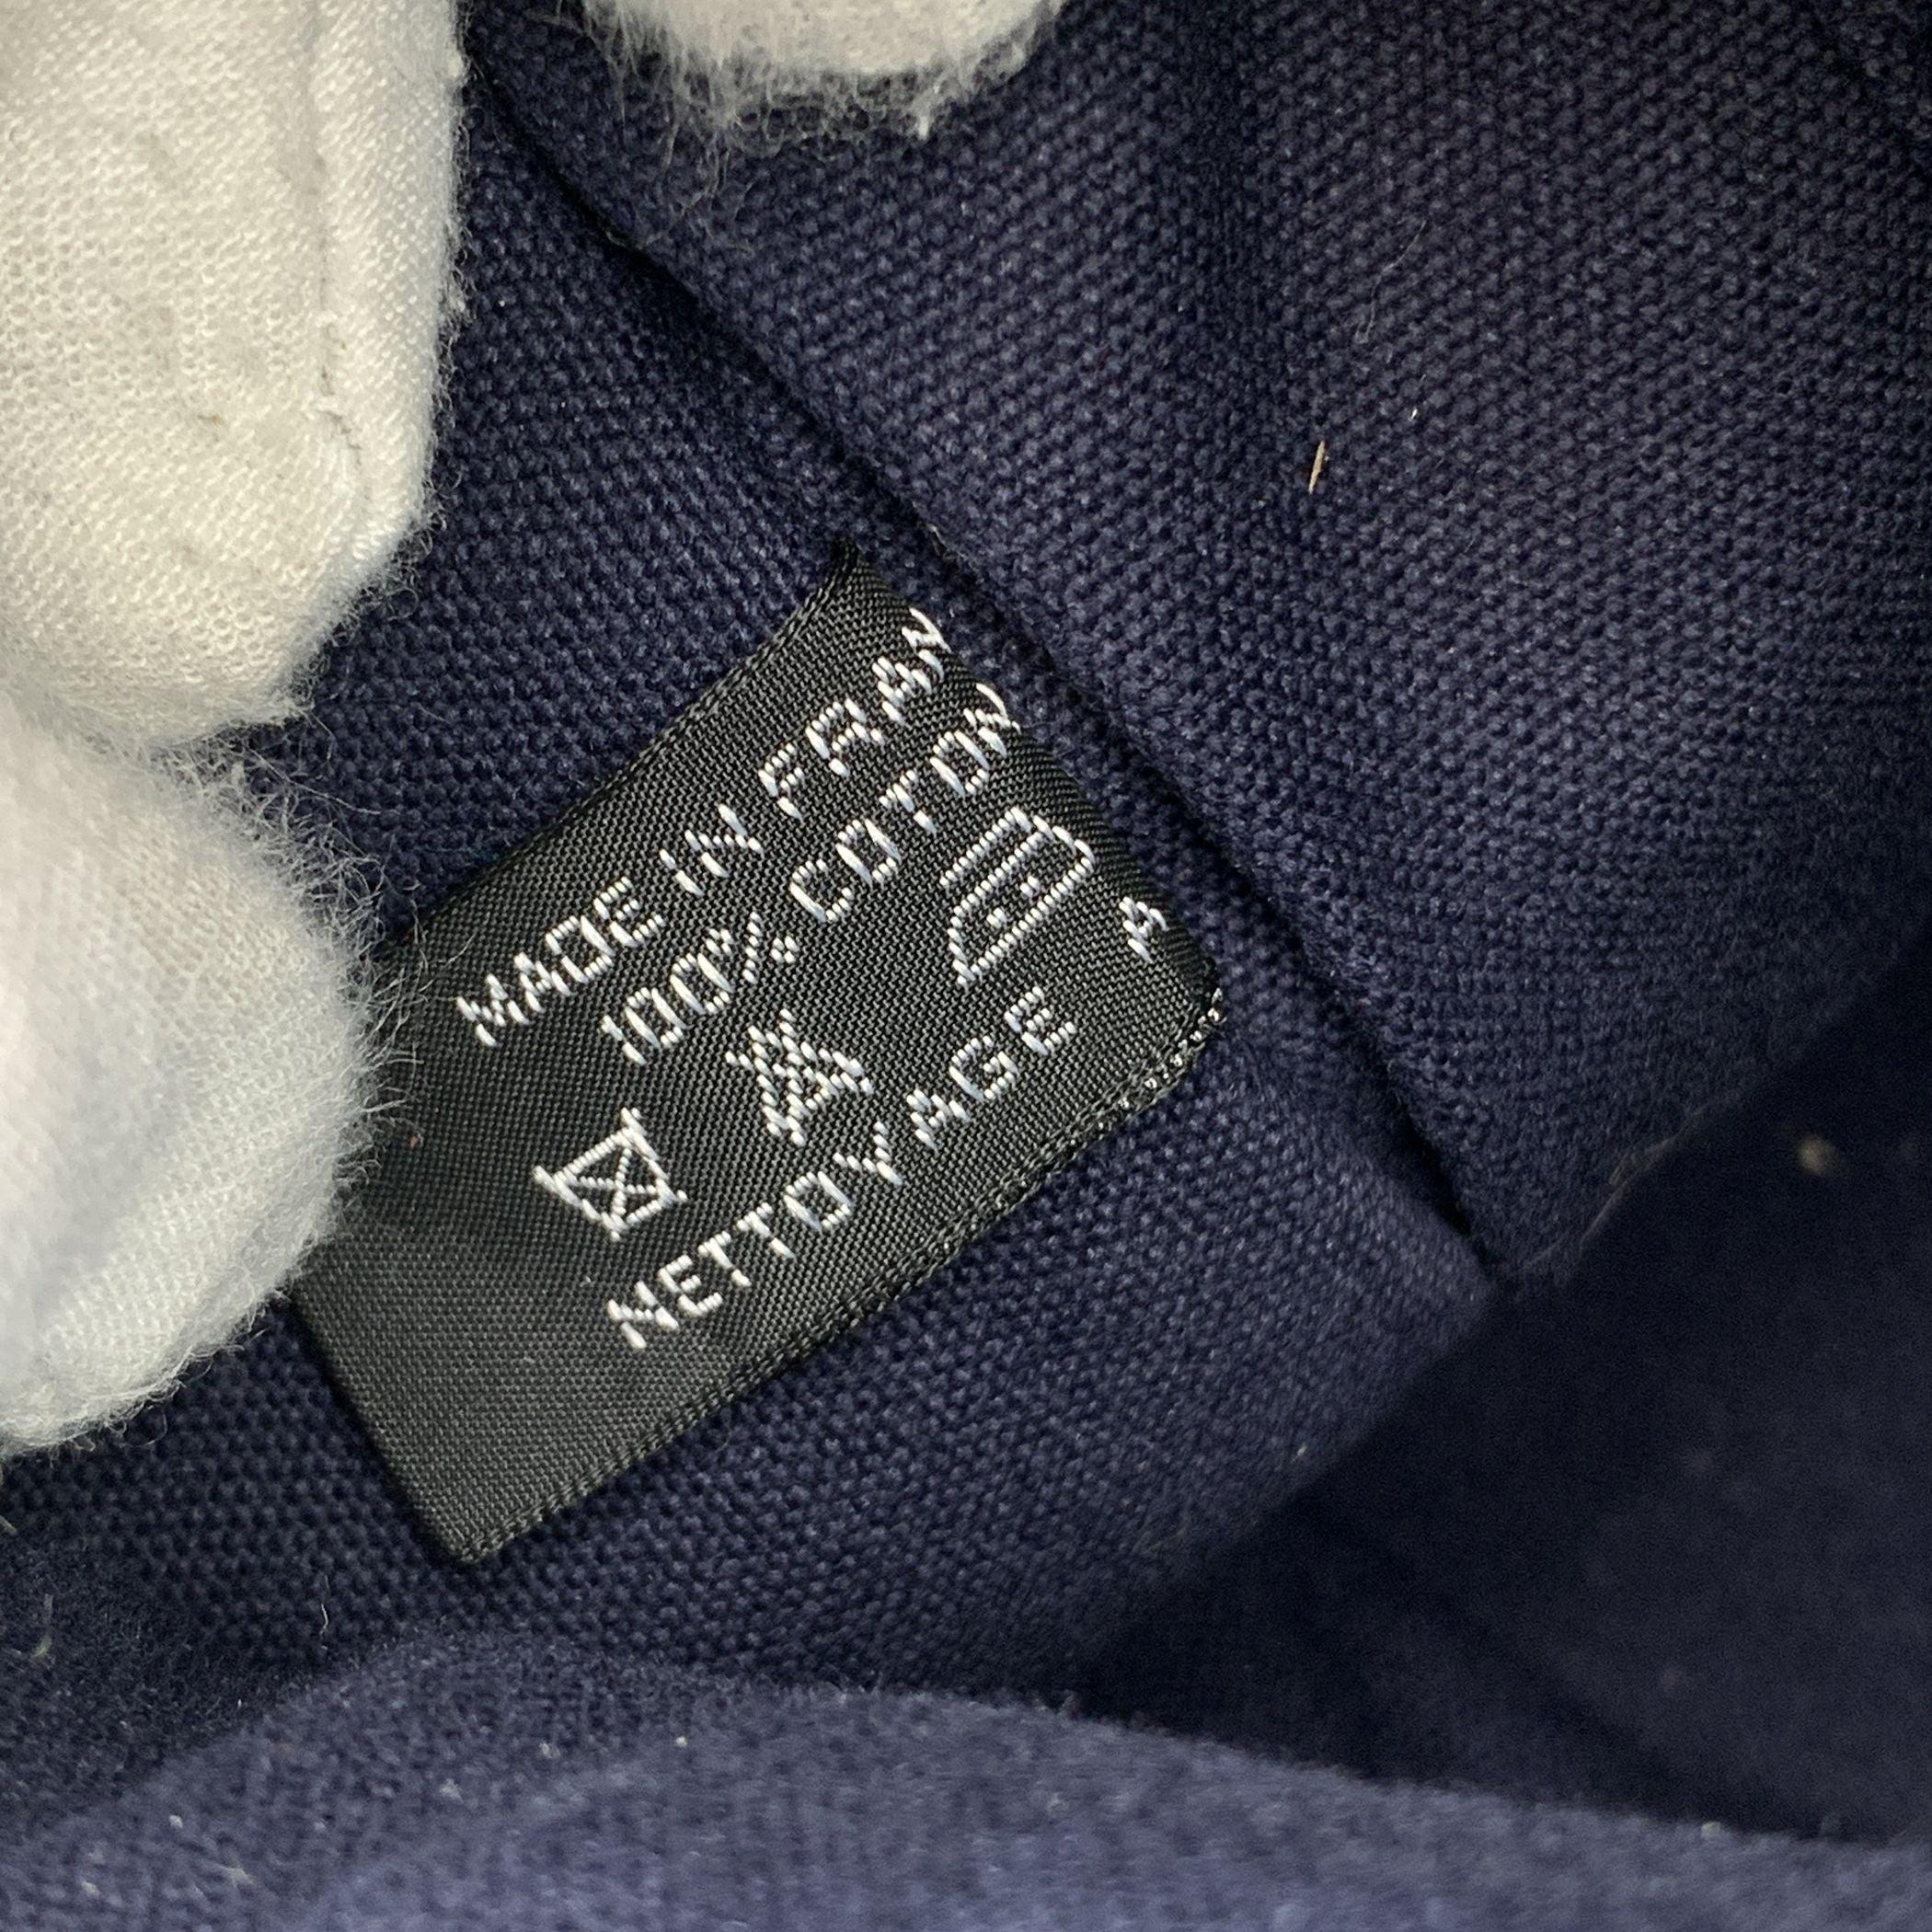 MADE IN FRAN
100% COTON
NETTOYAGE